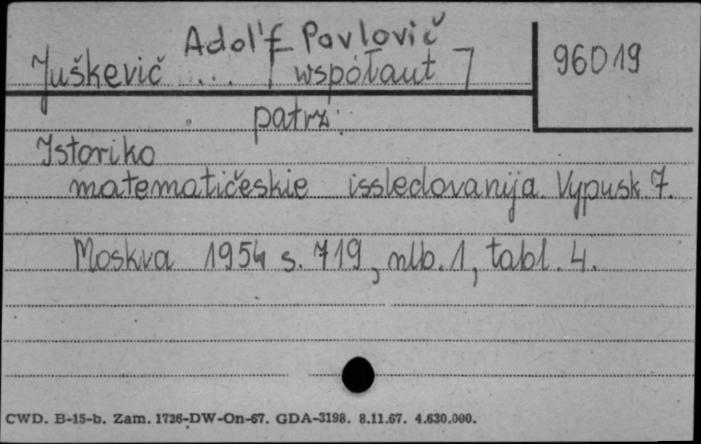 Adol'f Pavlovič
Juškevič ... [wspołaut] 96019
patrz:
Istoriko
matematičeskie issledovanija. Vypusk 7.
Moskva 1954 s. 719, nlb. 1, tabl. 4.
CWD. B-15-b. Zam. 1726-DW-On-67. GDA-3198. 8.11.67. 4.630.000.